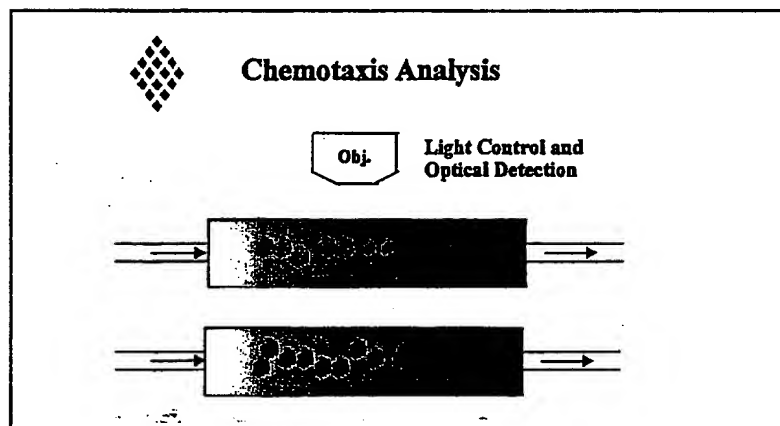 Chemotaxis Analysis
Obj.
Light Control and
Optical Detection